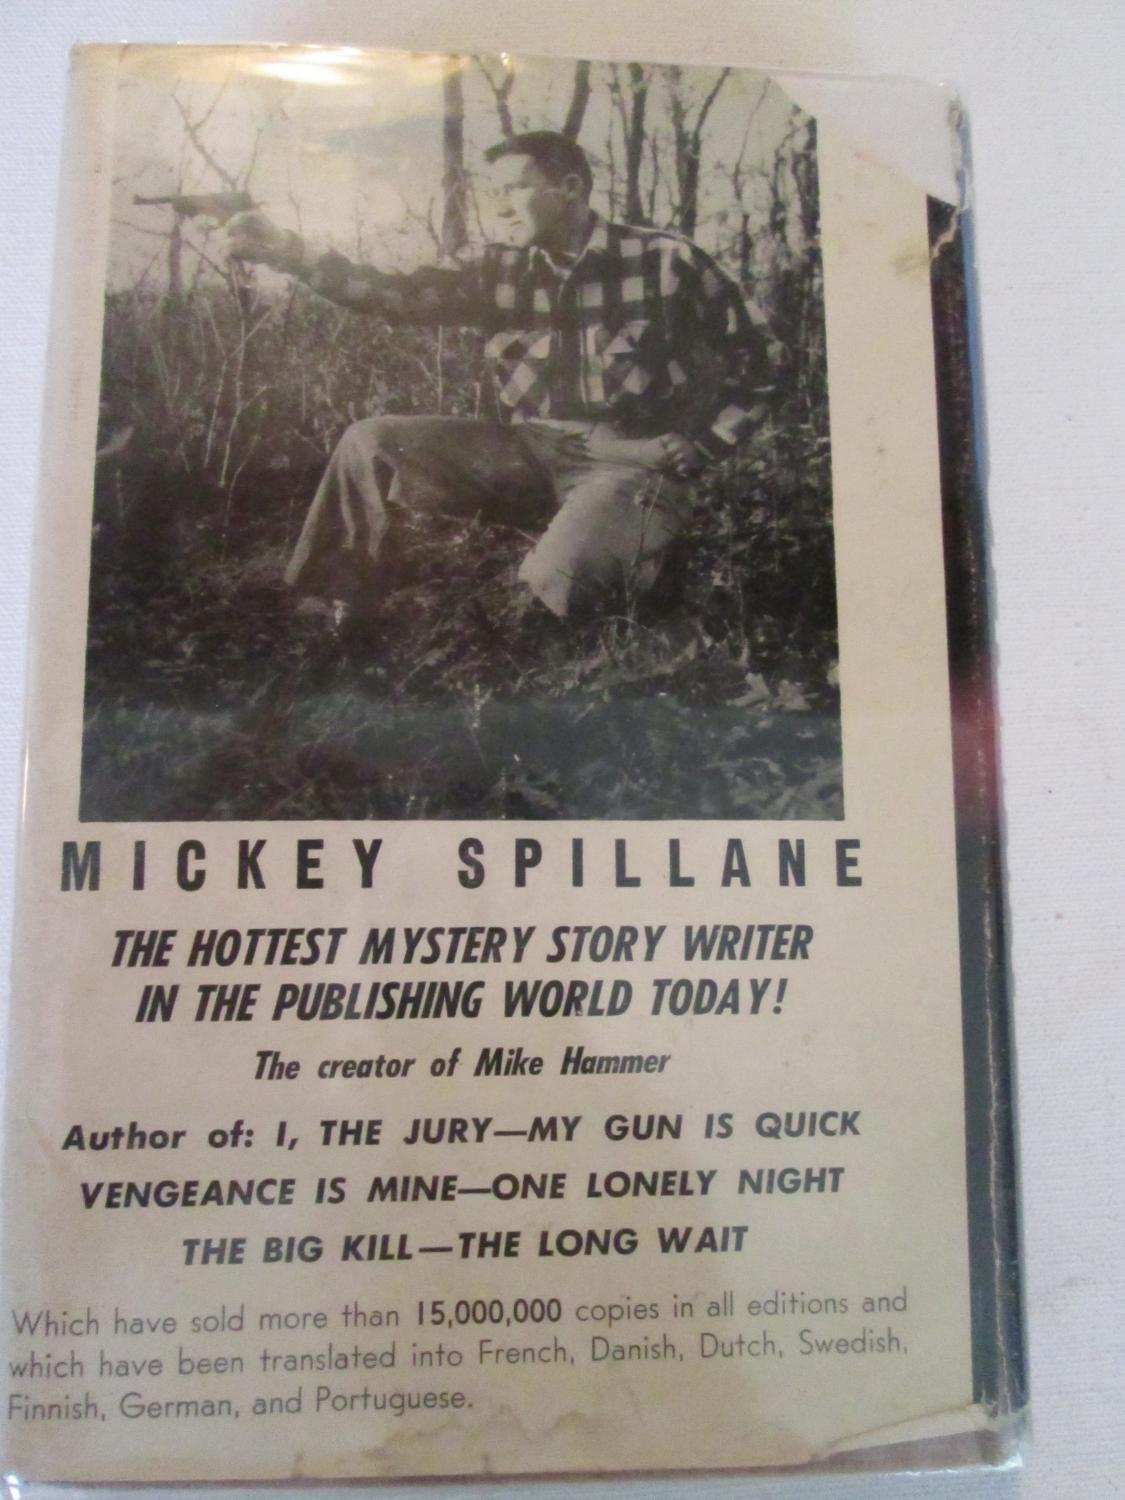 MICKEY SPILLANE
THE HOTTEST MYSTERY STORY WRITER
IN THE PUBLISHING WORLD TODAY!
The creator of Mike Hammer
Author of: I, THE JURY—MY GUN IS QUICK
VENGEANCE IS MINE—ONE LONELY NIGHT
THE BIG KILL—THE LONG WAIT
Which have sold more than 15,000,000 copies in all editions and
which have been translated into French, Danish, Dutch, Swedish,
Finnish, German, and Portuguese.